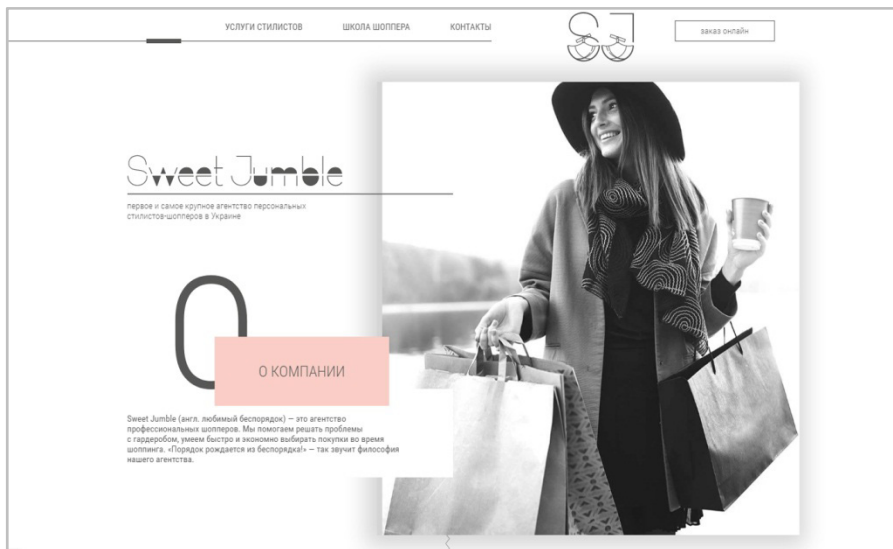 УСЛУГИ СТИЛИСТОВ
ШКОЛА ШОППЕРА
КОНТАКТЫ
SJ
заказ онлайн
Sweet Jumble
первое и самое крупное агентство персональных
стилистов-шопперов в Украине
О
О КОМПАНИИ
Sweet Jumble (англ. любимый беспорядок) — это агентство
профессиональных шопперов. Мы помогаем решать проблемы
с гардеробом, умеем быстро и экономно выбирать покупки во время
шоппинга. «Порядок рождается из беспорядка!» — так звучит философия
нашего агентства.